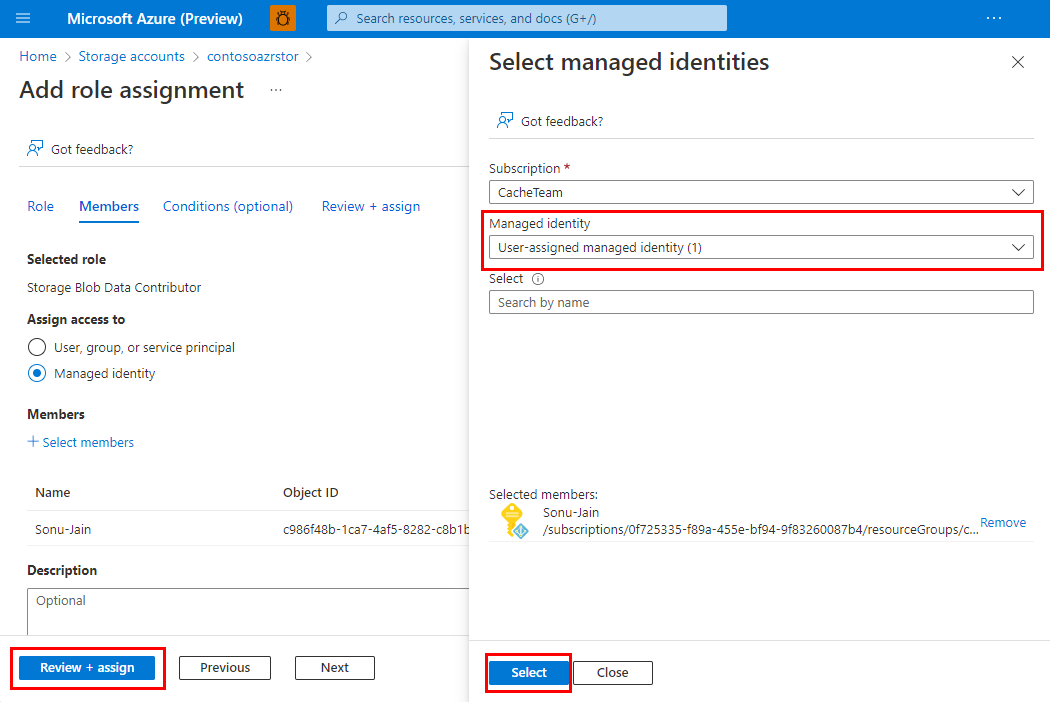 Microsoft Azure (Preview)
Search resources, services, and docs (G+/)
Home > Storage accounts > contosoazrstor >
Add role assignment ...
Got feedback?
Role Members Conditions (optional) Review + assign
Selected role
Storage Blob Data Contributor
Assign access to
User, group, or service principal
Managed identity
Members
+ Select members
Name Object ID
Sonu-Jain c986f48b-1ca7-4af5-8282-c8b1b
Description
Optional
Review + assign Previous Next
Select managed identities
Got feedback?
Subscription *
CacheTeam
Managed identity
User-assigned managed identity (1)
Select
Search by name
Selected members:
Sonu-Jain
/subscriptions/0f725335-f89a-455e-bf94-9f83260087b4/resourceGroups/c...
Remove
Select Close